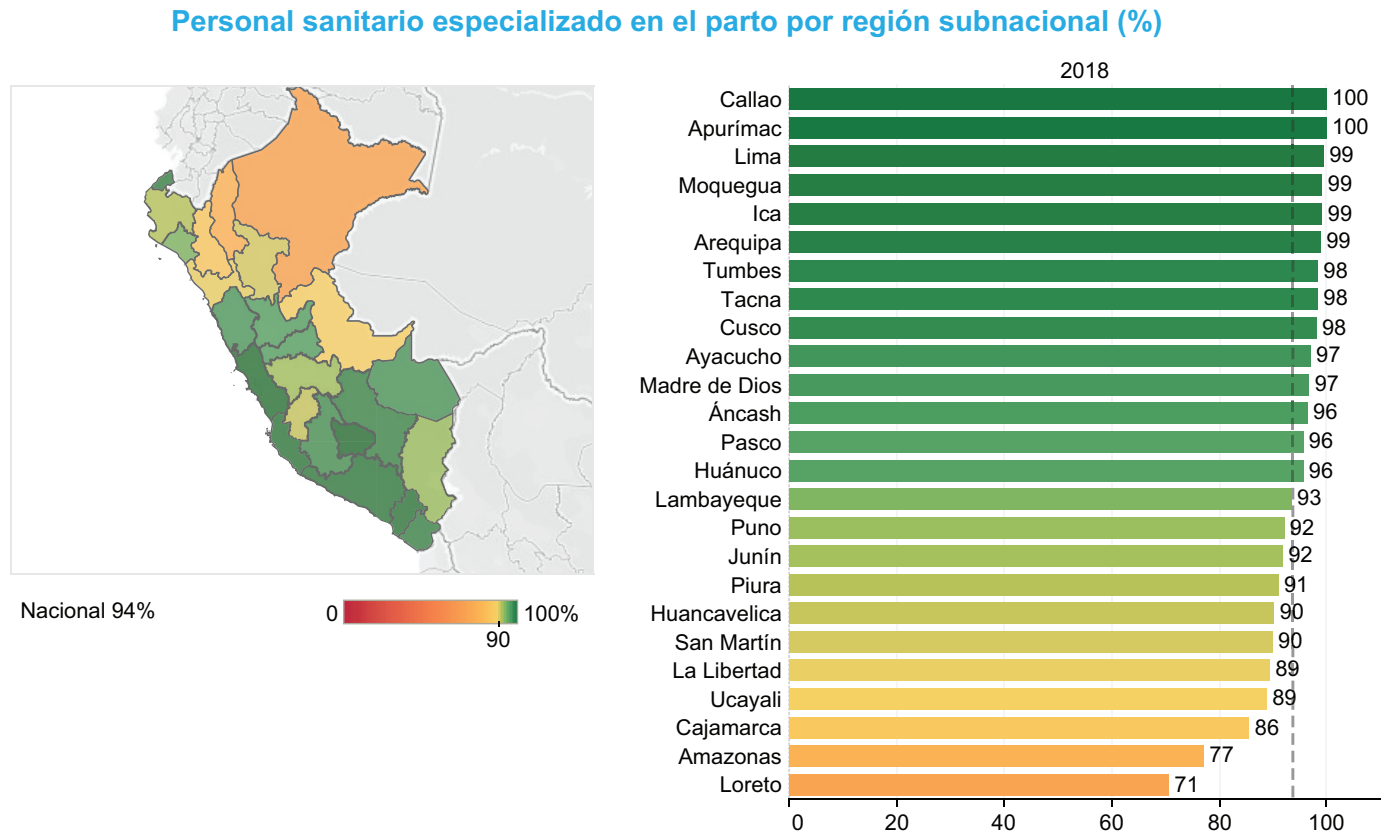 Personal sanitario especializado en el parto por región subnacional (%)
2018
Callao 100
Apurímac 100
Lima 99
Moquegua 99
Ica 99
Arequipa 99
Tumbes 98
Tacna 98
Cusco 98
Ayacucho 97
Madre de Dios 97
Áncash 96
Pasco 96
Huánuco 96
Lambayeque 93
Puno 92
Junín 92
Piura 91
Huancavelica 90
San Martín 90
La Libertad 89
Ucayali 89
Cajamarca 86
Amazonas 77
Loreto 71
0 20 40 60 80 100
Nacional 94%
0 100%
90